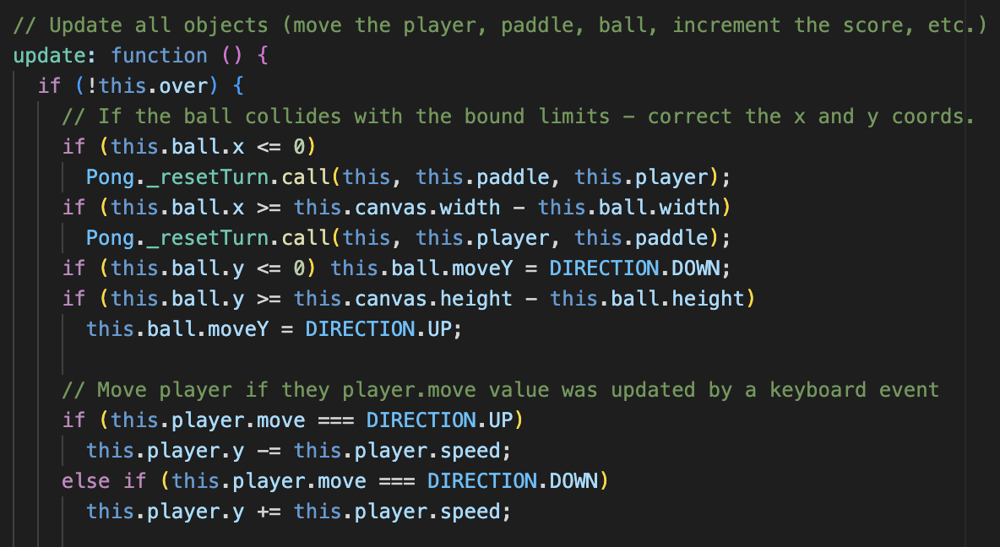 // Update all objects (move the player, paddle, ball, increment the score, etc.)
update: function () {
if (!this.over) {
// If the ball collides with the bound limits - correct the x and y coords.
if (this.ball.x <= 0)
Pong._resetTurn.call(this, this.paddle, this.player);
if (this.ball.x >= this.canvas.width - this.ball.width)
Pong._resetTurn.call(this, this.player, this.paddle);
if (this.ball.y <= 0) this.ball.moveY = DIRECTION.DOWN;
if (this.ball.y >= this.canvas.height - this.ball.height)
this.ball.moveY = DIRECTION.UP;
// Move player if they player.move value was updated by a keyboard event
if (this.player.move === DIRECTION.UP)
this.player.y -= this.player.speed;
else if (this.player.move === DIRECTION.DOWN)
this.player.y += this.player.speed;